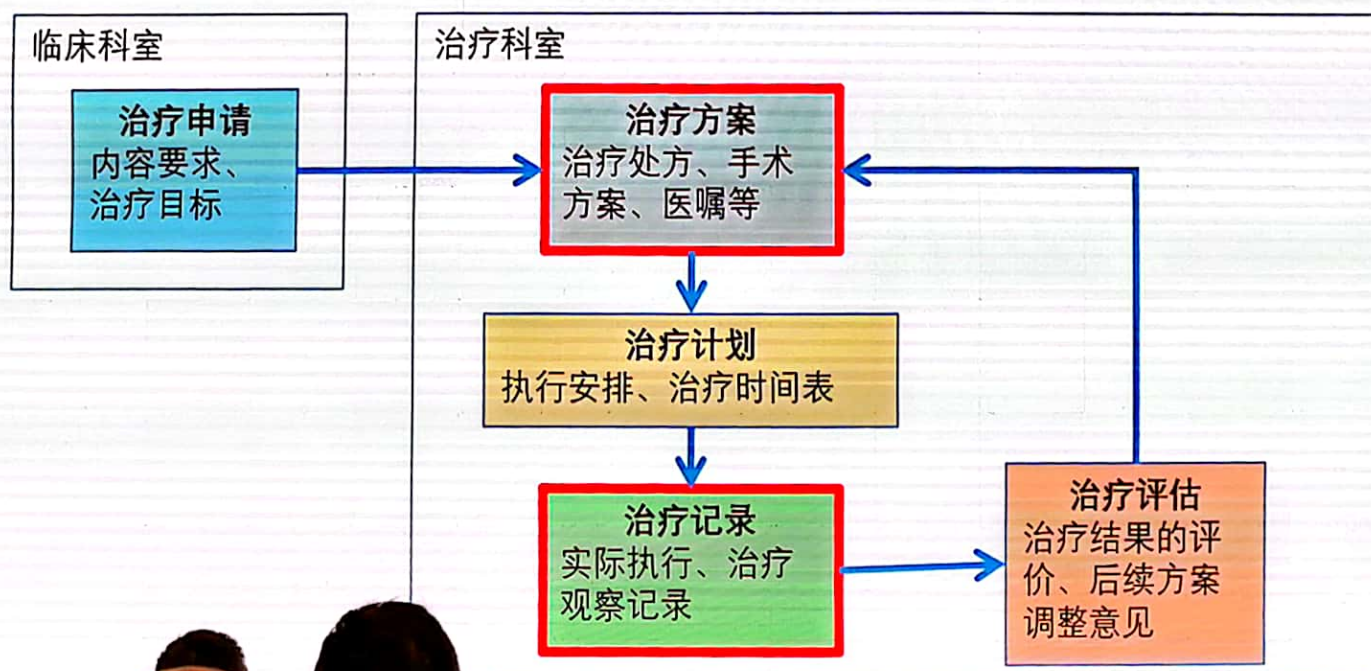 临床科室
治疗申请
内容要求、
治疗目标
治疗科室
治疗方案
治疗处方、手术
方案、医嘱等
治疗计划
执行安排、治疗时间表
治疗记录
实际执行、治疗
观察记录
治疗评估
治疗结果的评
价、后续方案
调整意见